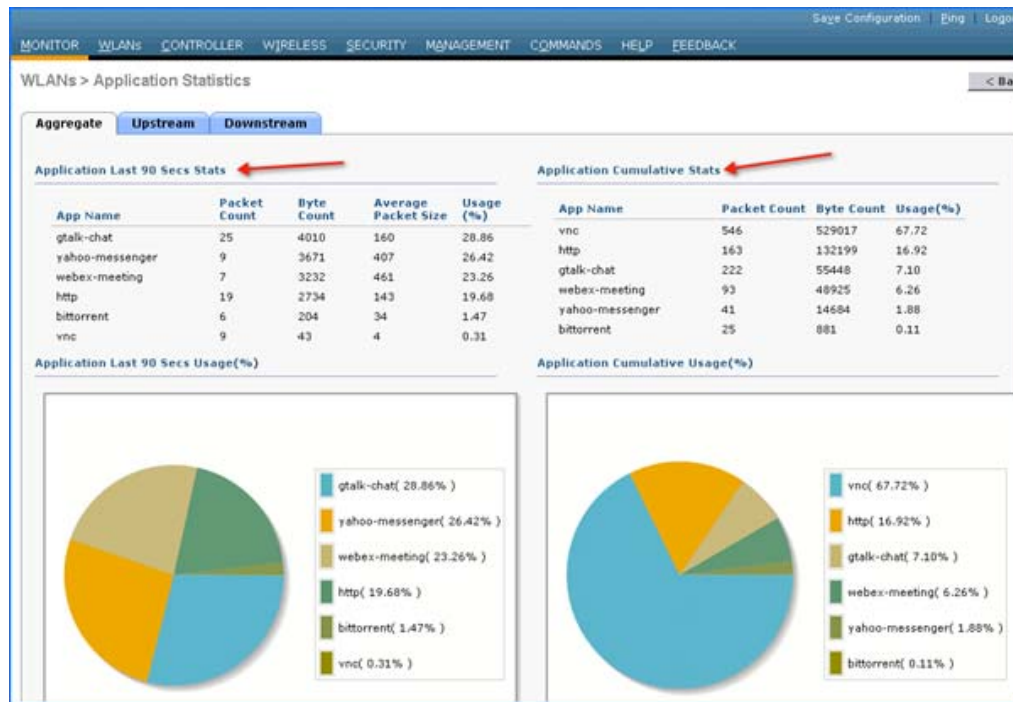 Save Configuration | Ping | Logo
MONITOR WLANs CONTROLLER WIRELESS SECURITY MANAGEMENT COMMANDS HELP FEEDBACK
WLANs > Application Statistics
< Ba
Aggregate Upstream Downstream
Application Last 90 Secs Stats
App Name Packet Count Byte Count Average Packet Size Usage (%)
gtalk-chat 25 4010 160 28.86
yahoo-messenger 9 3671 407 26.42
webex-meeting 7 3232 461 23.26
http 19 2734 143 19.68
bittorrent 6 204 34 1.47
vnc 9 43 4 0.31
Application Cumulative Stats
App Name Packet Count Byte Count Usage(%)
vnc 546 529017 67.72
http 163 132199 16.92
gtalk-chat 222 55448 7.10
webex-meeting 93 48925 6.26
yahoo-messenger 41 14684 1.88
bittorrent 25 881 0.11
Application Last 90 Secs Usage(%)
gtalk-chat( 28.86% )
yahoo-messenger( 26.42% )
webex-meeting( 23.26% )
http( 19.68% )
bittorrent( 1.47% )
vnc( 0.31% )
Application Cumulative Usage(%)
vnc( 67.72% )
http( 16.92% )
gtalk-chat( 7.10% )
webex-meeting( 6.26% )
yahoo-messenger( 1.88% )
bittorrent( 0.11% )